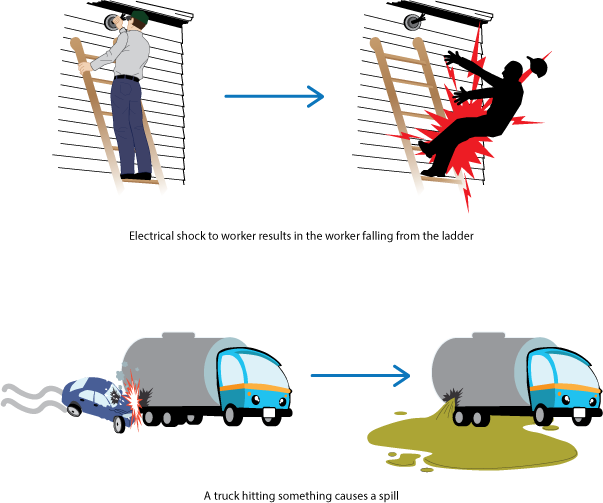 Electrical shock to worker results in the worker falling from the ladder
A truck hitting something causes a spill